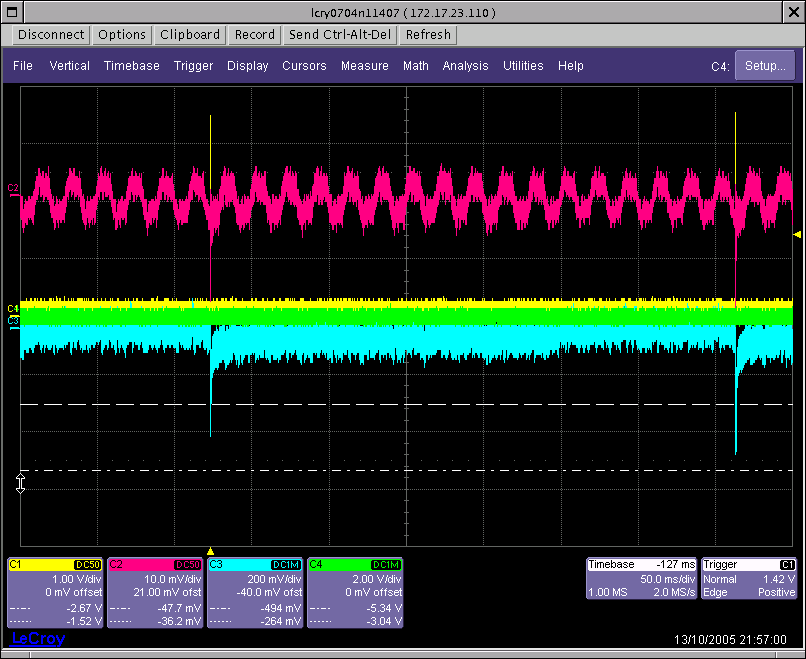 lcry0704n11407 ( 172.17.23.110 )
Disconnect Options Clipboard Record Send Ctrl-Alt-Del Refresh
File Vertical Timebase Trigger Display Cursors Measure Math Analysis Utilities Help C4: Setup...
C2
C4
C3
C1 DC50
1.00 V/div
0 mV offset
-2.67 V
-1.52 V
C2 DC50
10.0 mV/div
21.00 mV ofst
-47.7 mV
-36.2 mV
C3 DC1M
200 mV/div
-40.0 mV ofst
-494 mV
-264 mV
C4 DC1M
2.00 V/div
0 mV offset
-5.34 V
-3.04 V
Timebase -127 ms
50.0 ms/div
1.00 MS 2.0 MS/s
Trigger C1
Normal 1.42 V
Edge Positive
LeCroy
13/10/2005 21:57:00